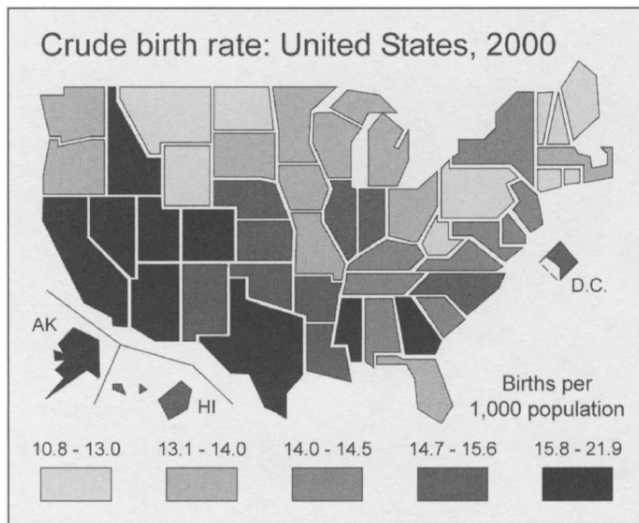 Crude birth rate: United States, 2000
D.C.
AK
HI
Births per
1,000 population
10.8 - 13.0
13.1 - 14.0
14.0 - 14.5
14.7 - 15.6
15.8 - 21.9